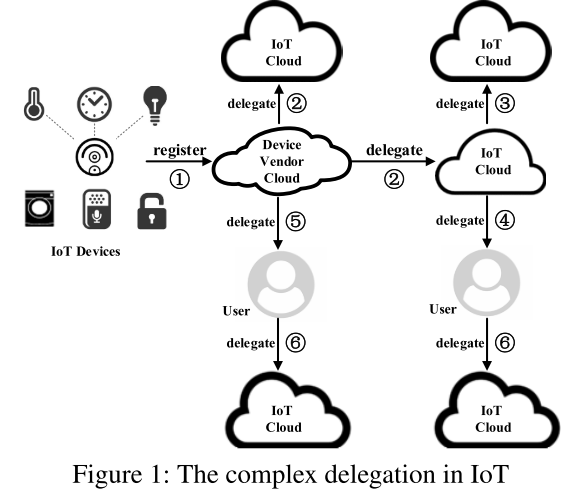 IoT
Cloud
IoT
Cloud
delegate ②
delegate ③
register
①
Device
Vendor
Cloud
delegate
②
IoT
Cloud
IoT Devices
delegate ⑤
delegate ④
User
User
delegate ⑥
delegate ⑥
IoT
Cloud
IoT
Cloud
Figure 1: The complex delegation in IoT